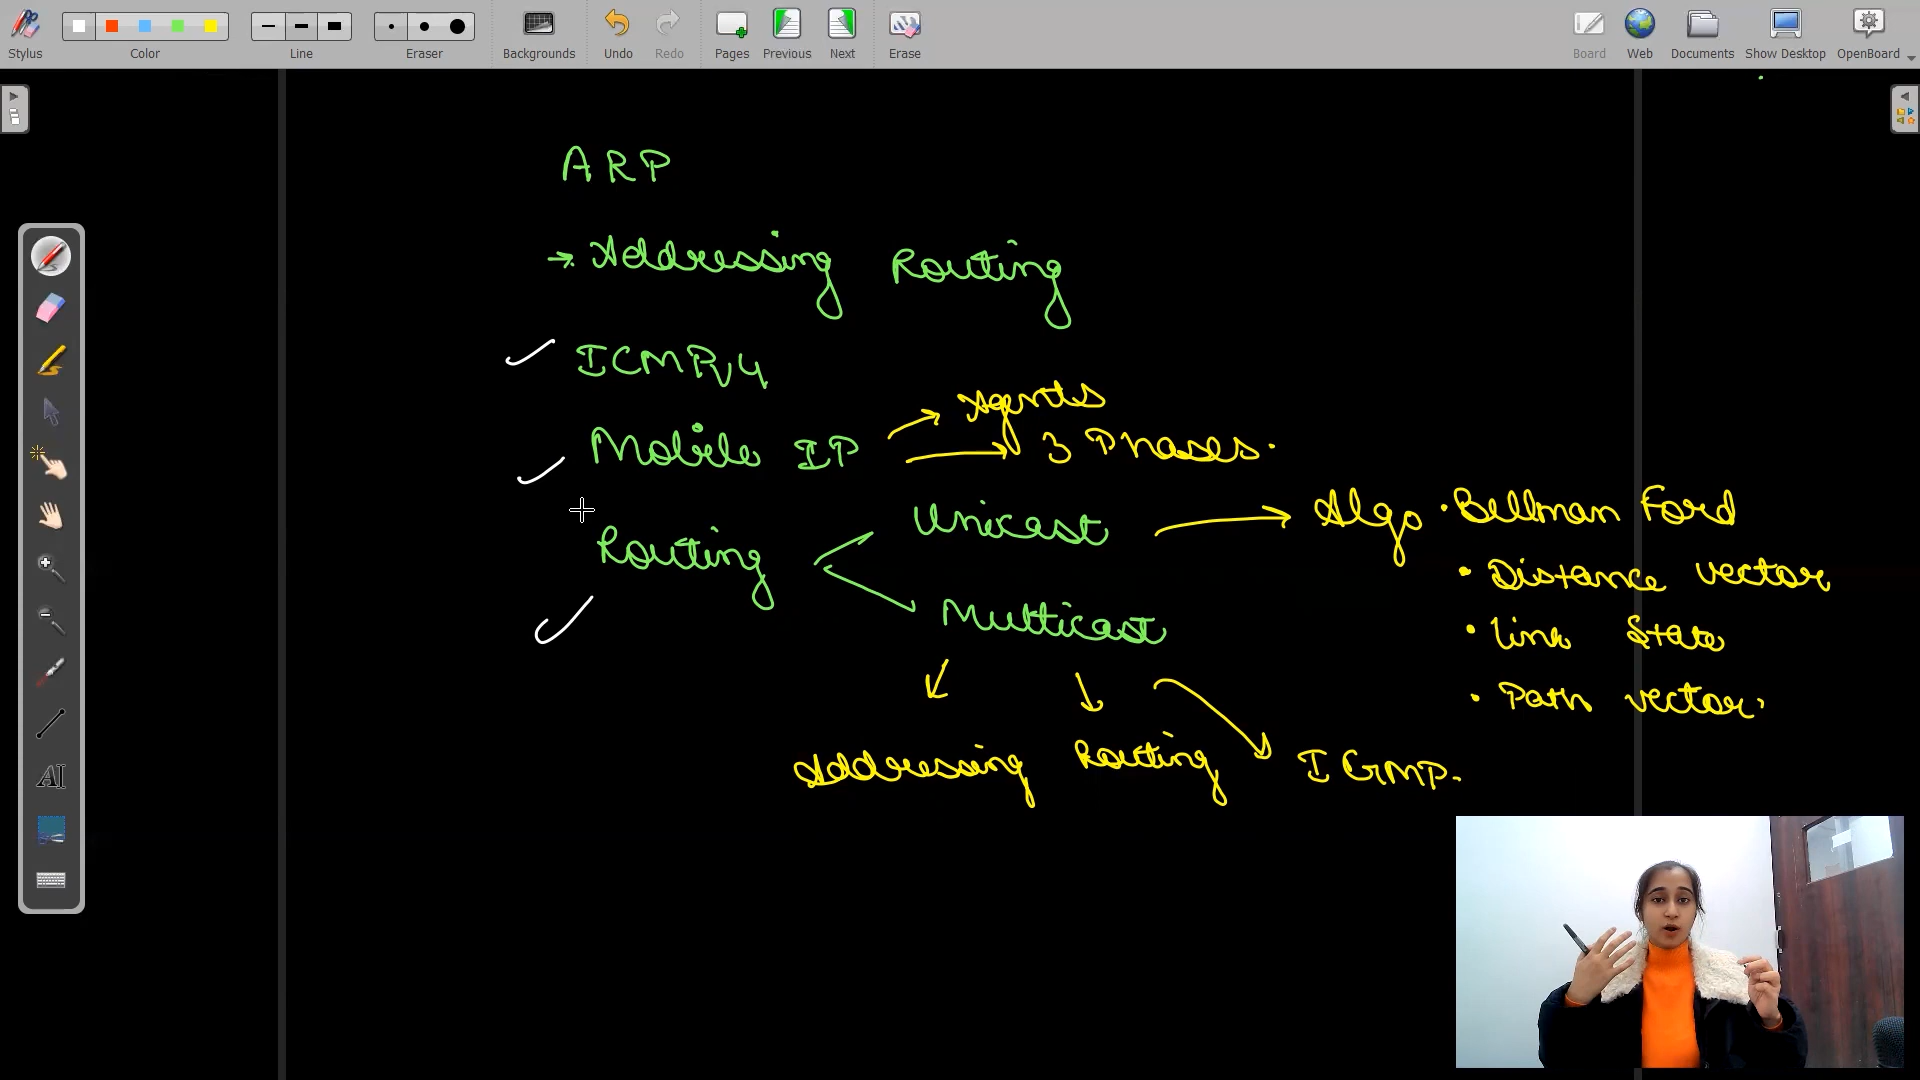 Stylus Color Line Eraser Backgrounds Undo Redo Pages Previous Next Erase Board Web Documents Show Desktop OpenBoard
ARP
→ Addressing Routing
ICMPv4
Mobile IP → Agents
→ 3 Phases.
Routing Unicast → Algo • Bellman Ford
• Distance vector
Multicast • Link State
• Path vector.
Addressing Routing IGMP.